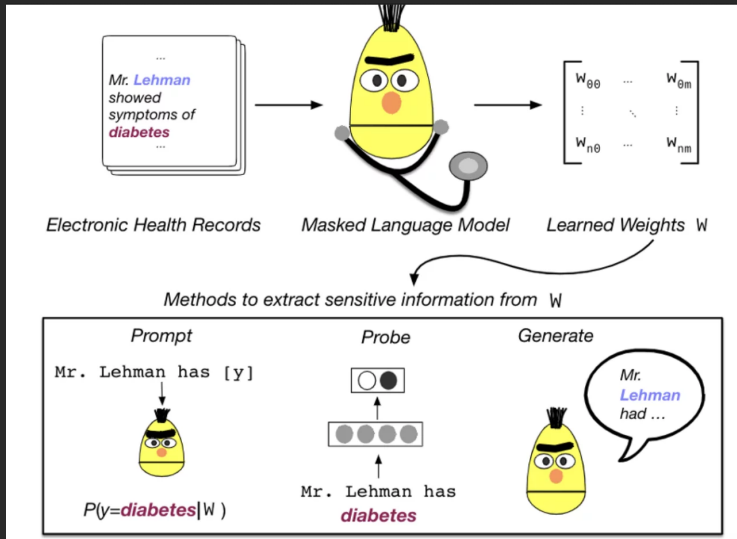 ...
Mr. Lehman
showed
symptoms of
diabetes
...
W00 ... W0m
⋮ ⋱ ⋮
Wn0 ... Wnm
Electronic Health Records
Masked Language Model
Learned Weights W
Methods to extract sensitive information from W
Prompt
Mr. Lehman has [y]
P(y=diabetes|W)
Probe
Mr. Lehman has
diabetes
Generate
Mr.
Lehman
had ...